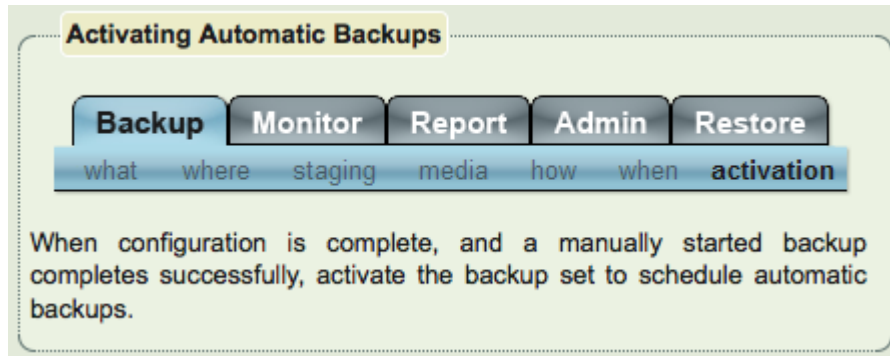 Activating Automatic Backups
Backup Monitor Report Admin Restore
what where staging media how when activation
When configuration is complete, and a manually started backup
completes successfully, activate the backup set to schedule automatic
backups.